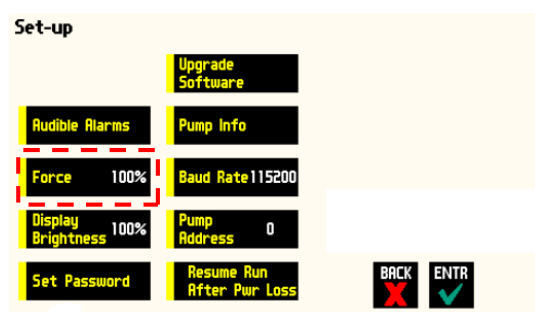 Set-up
Upgrade
Software
Audible Alarms
Pump Info
Force 100%
Baud Rate 115200
Display
Brightness 100%
Pump
Address 0
Set Password
Resume Run
After Pwr Loss
BACK
ENTR